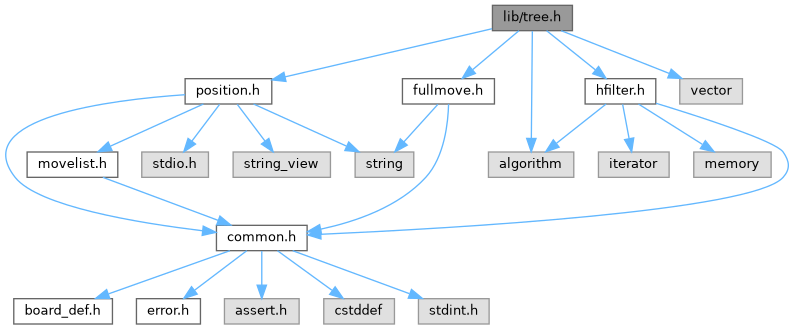 lib/tree.h
position.h
fullmove.h
hfilter.h
vector
movelist.h
stdio.h
string_view
string
algorithm
iterator
memory
common.h
board_def.h
error.h
assert.h
cstddef
stdint.h